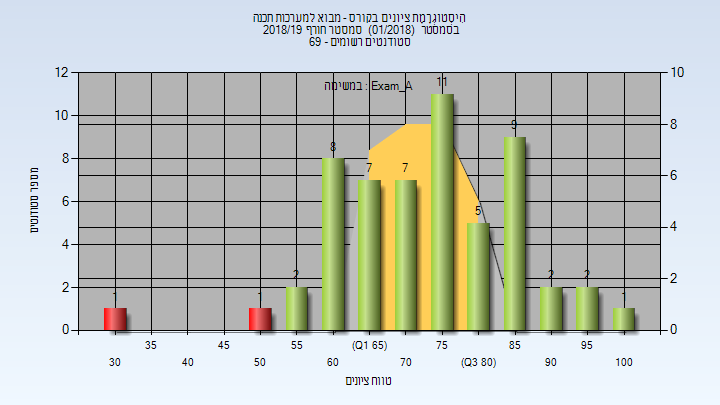 היסטוגרמת ציונים בקורס - מבוא למערכות תכנה
בסמסטר (01/2018) סמסטר חורף 2018/19
סטודנטים רשומים - 69
במשימה : Exam_A
מספר סטודנטים
12 10 8 6 4 2 0
10 8 6 4 2 0
1 1 2 8 7 7 11 5 9 2 2 1
35 45 55 (Q1 65) 75 85 95
30 40 50 60 70 (Q3 80) 90 100
טווח ציונים